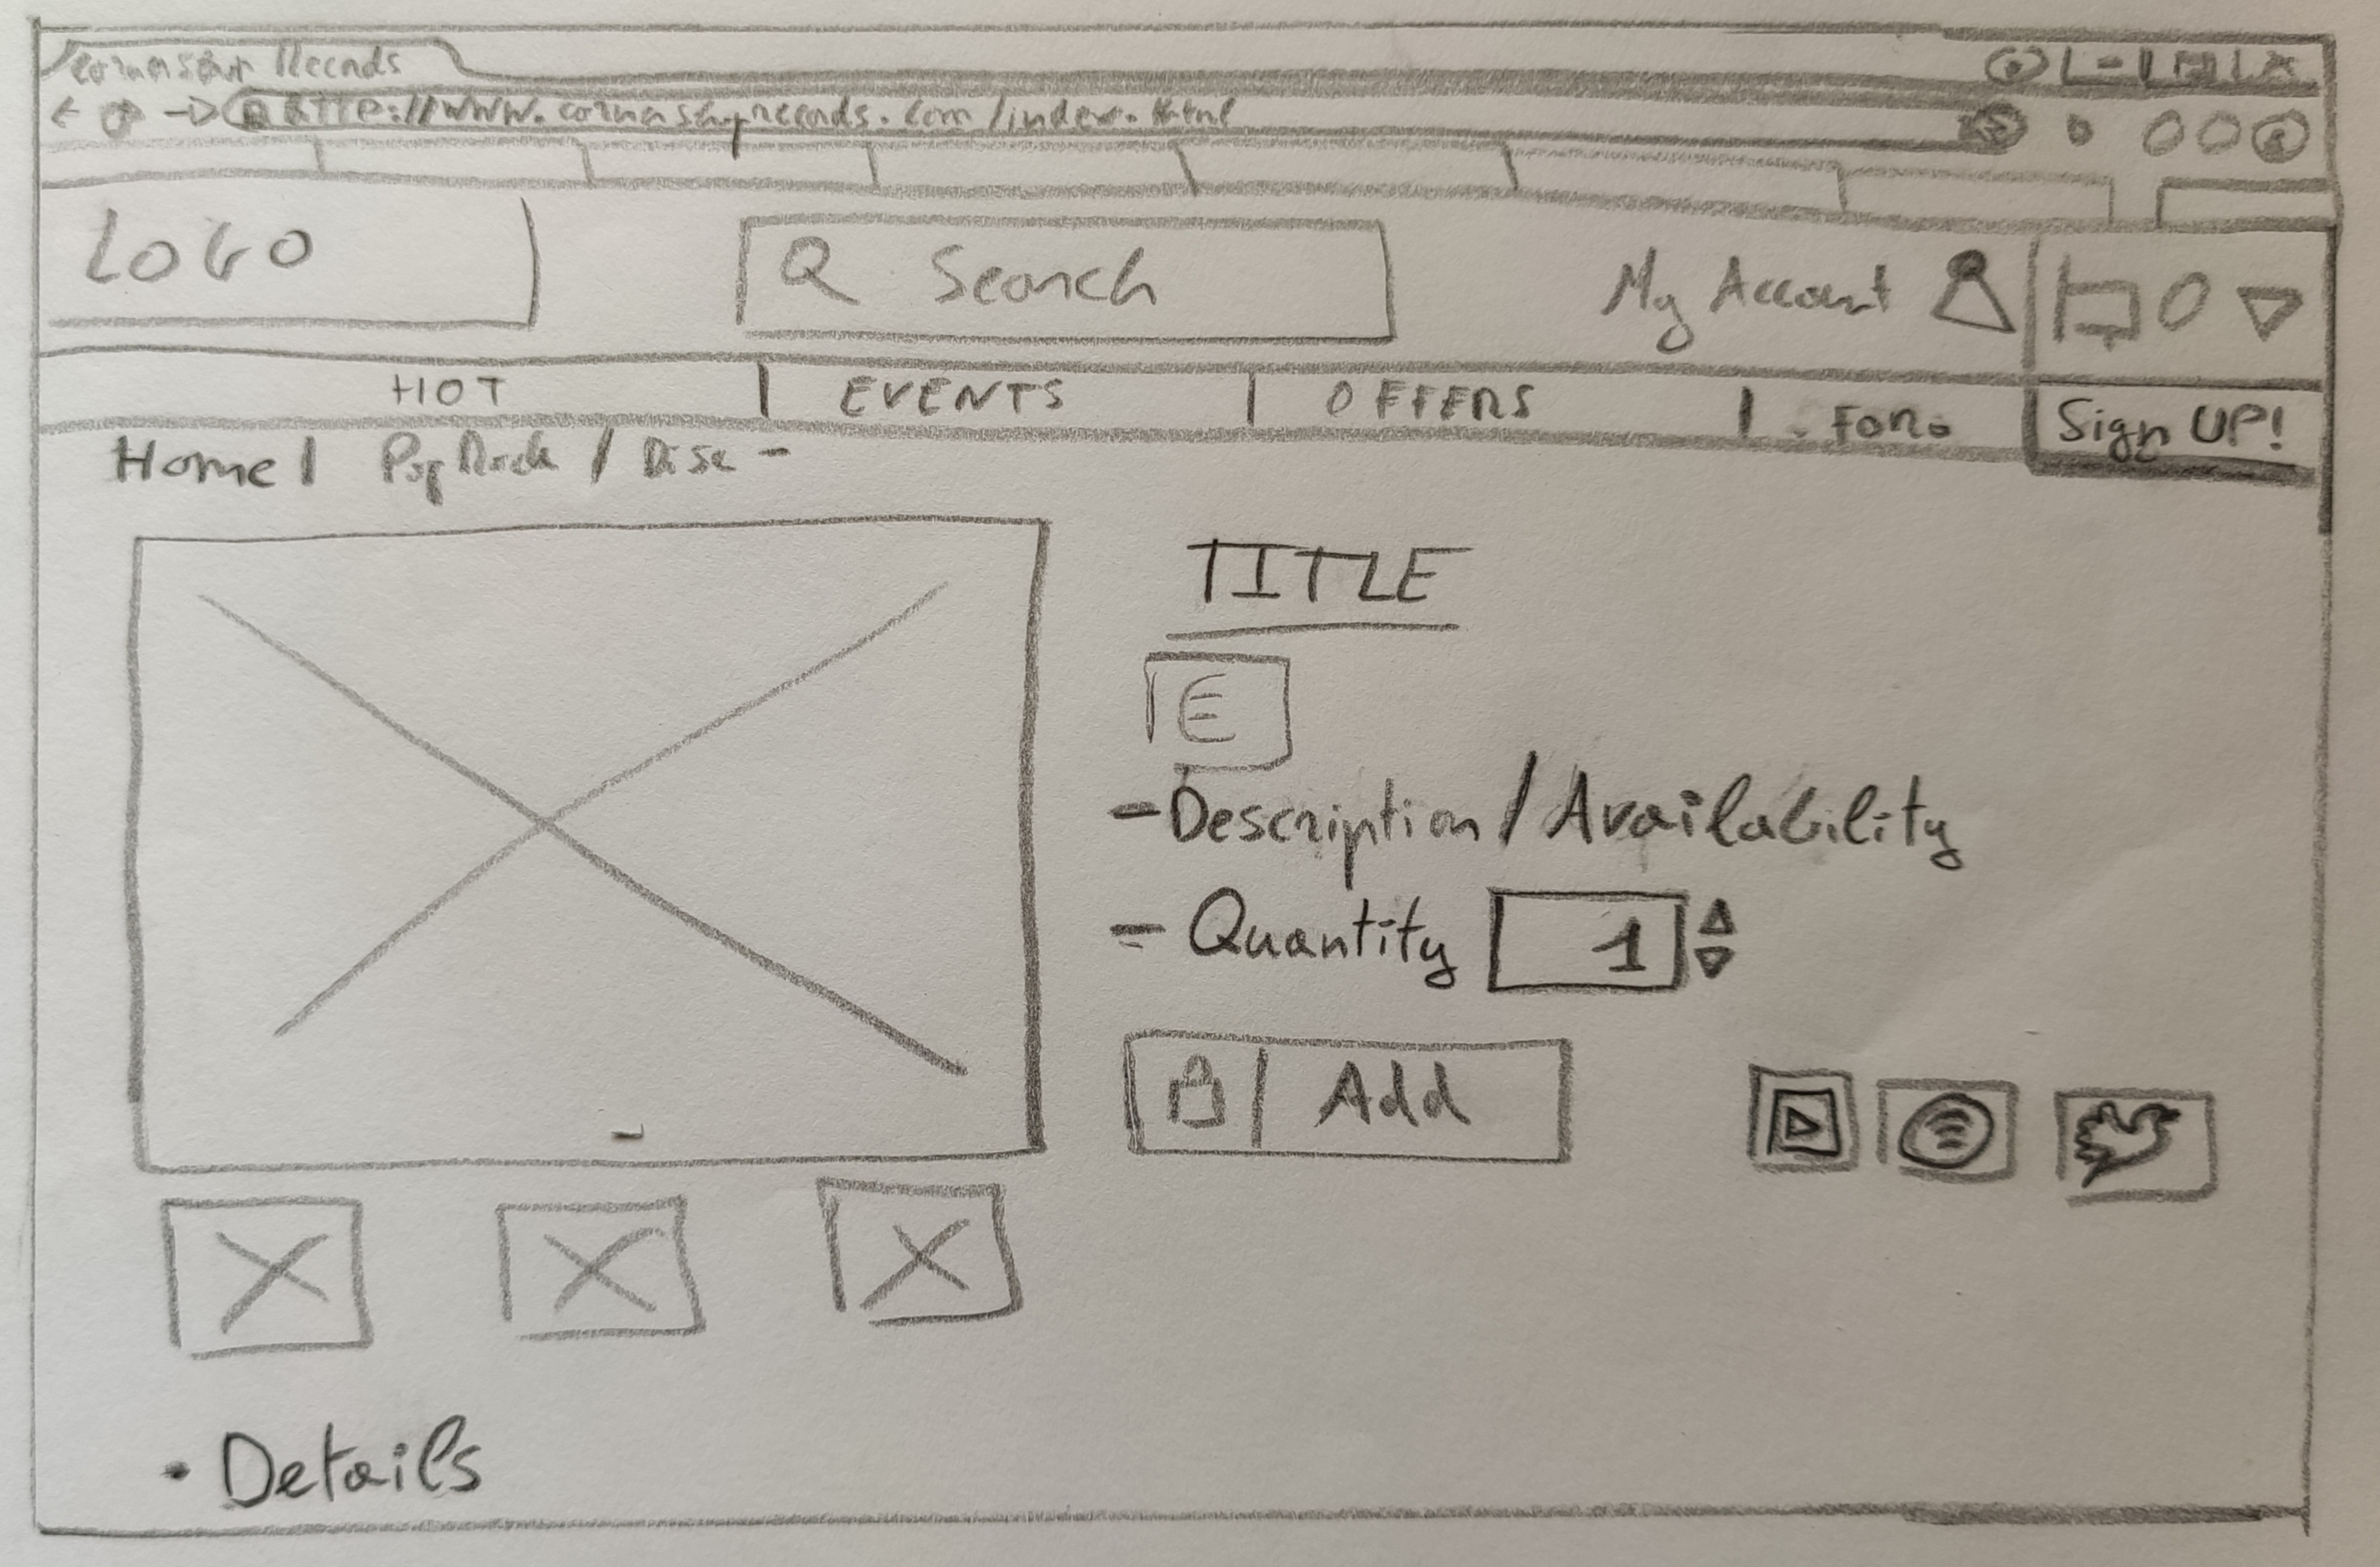 Cornershop Records
http://www.cornershoprecords.com/index.html
LOGO
Search
My Account
0
HOT | EVENTS | OFFERS | Foro
Sign UP!
Home / Pop Rock / Disc -
TITLE
€
- Description / Availability
- Quantity 1
Add
• Details